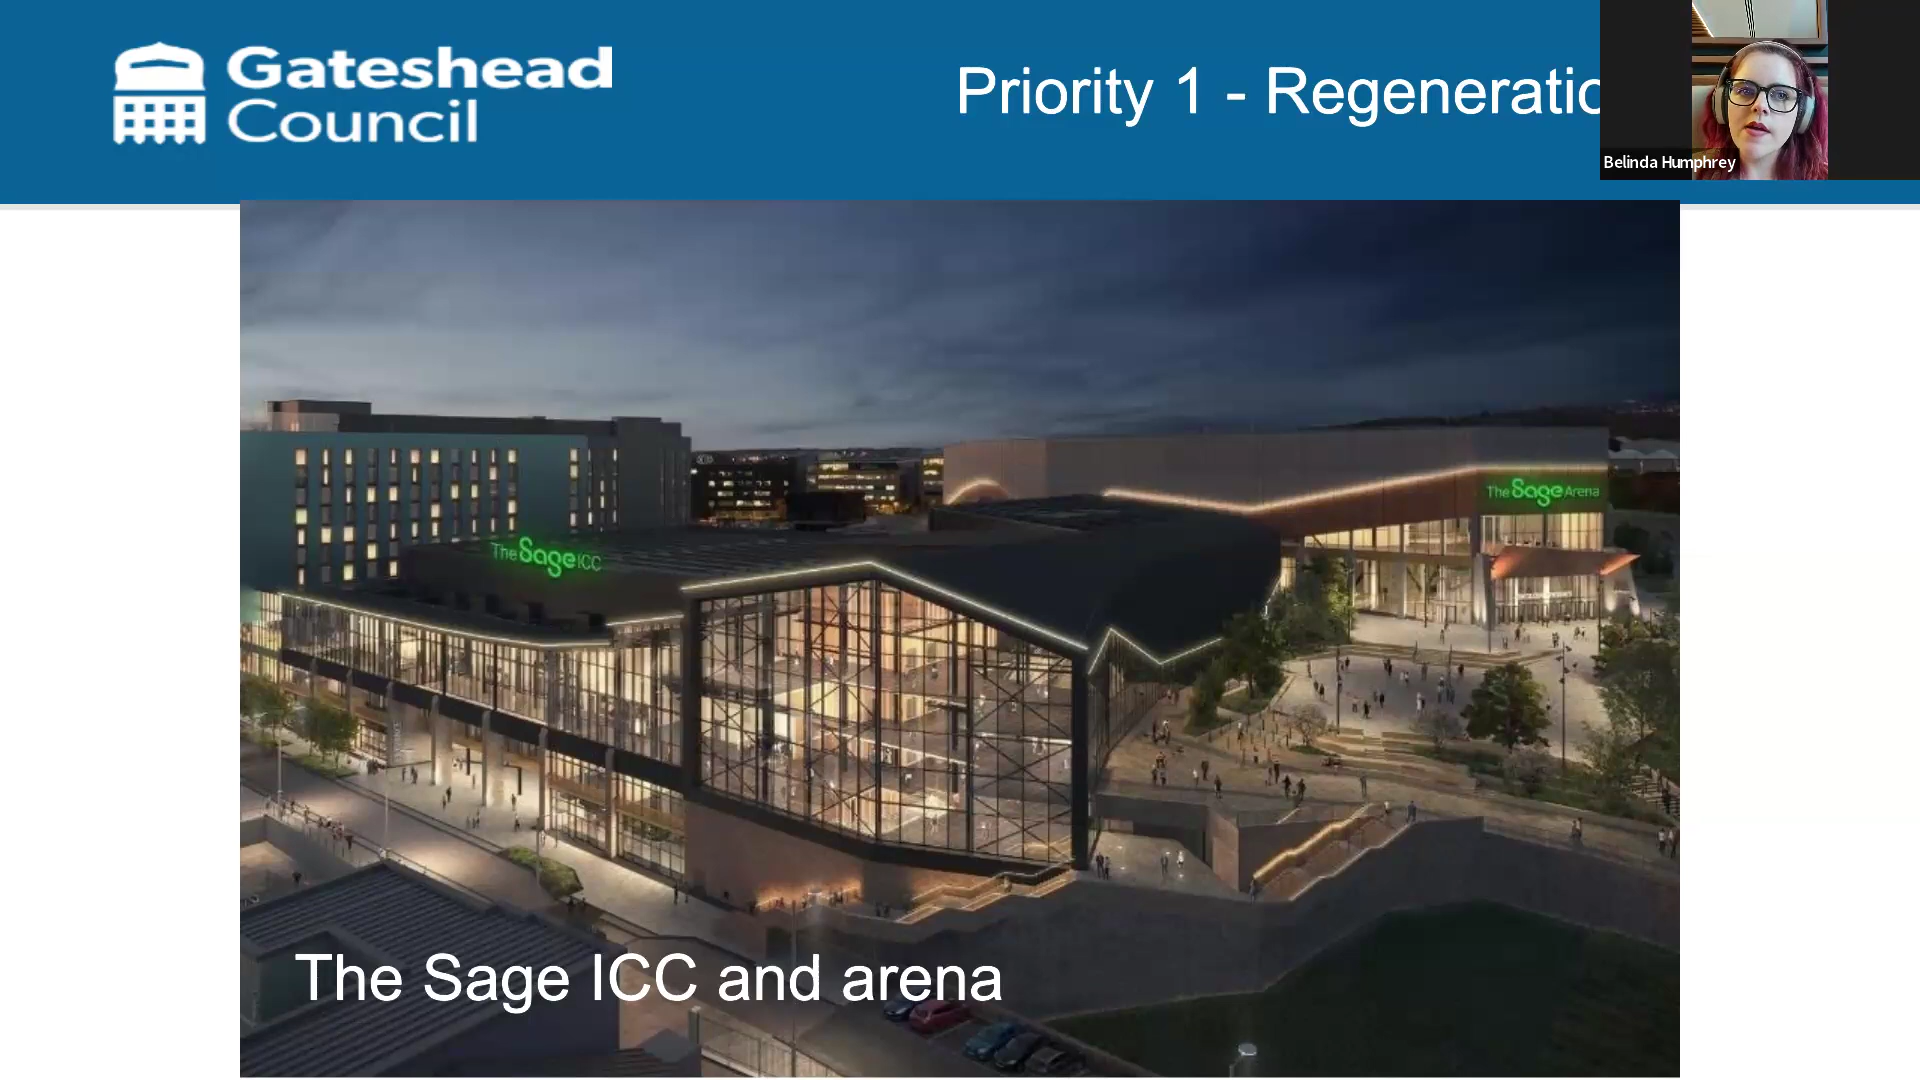 Gateshead
Council
Priority 1 - Regeneratio
Belinda Humphrey
The Sage Arena
The Sage ICC
The Sage ICC and arena